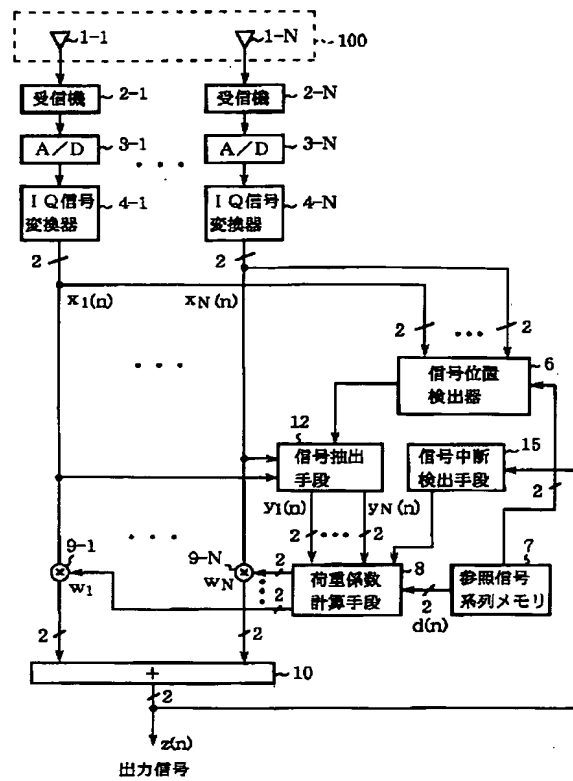 1-1
1-N
100
受信機
2-1
受信機
2-N
A/D
3-1
A/D
3-N
IQ信号
変換器
4-1
IQ信号
変換器
4-N
2
2
x1(n)
xN(n)
2
2
6
信号位置
検出器
12
信号抽出
手段
15
信号中断
検出手段
2
y1(n)
yN(n)
2
2
7
9-1
9-N
2
8
荷重係数
計算手段
参照信号
系列メモリ
w1
wN
2
2
d(n)
2
2
+
10
2
z(n)
出力信号